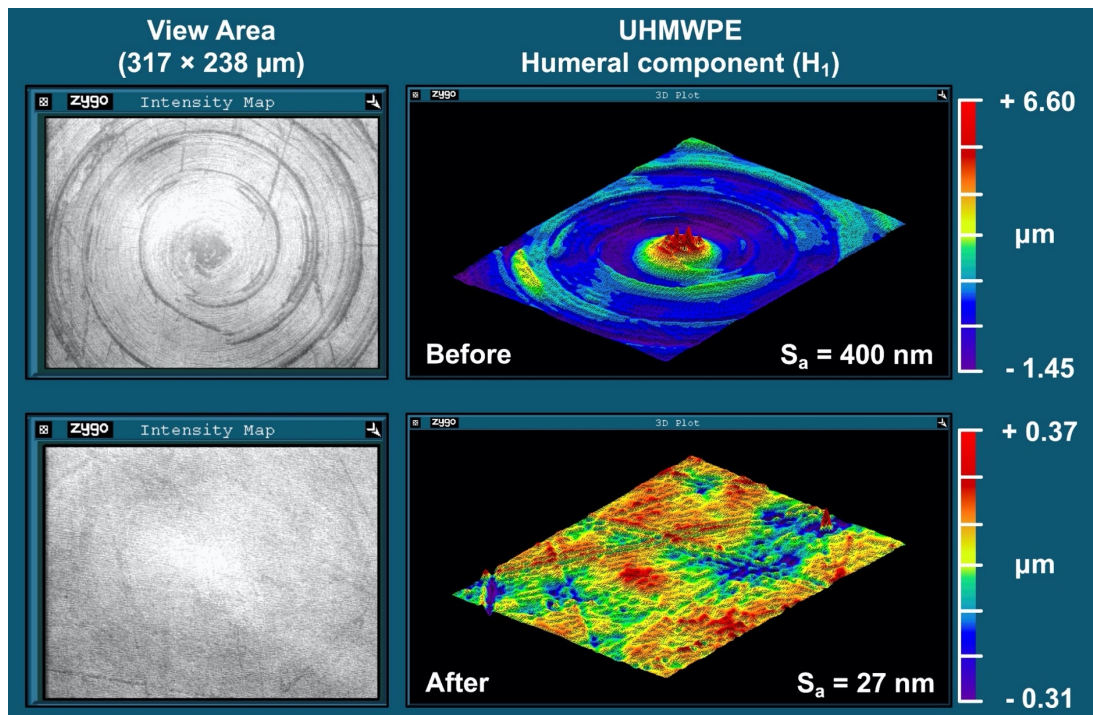 View Area
(317 × 238 µm)
UHMWPE
Humeral component (H₁)
zygo Intensity Map
3D Plot
zygo
+ 6.60
µm
- 1.45
Before
Sₐ = 400 nm
zygo Intensity Map
3D Plot
zygo
+ 0.37
µm
- 0.31
After
Sₐ = 27 nm